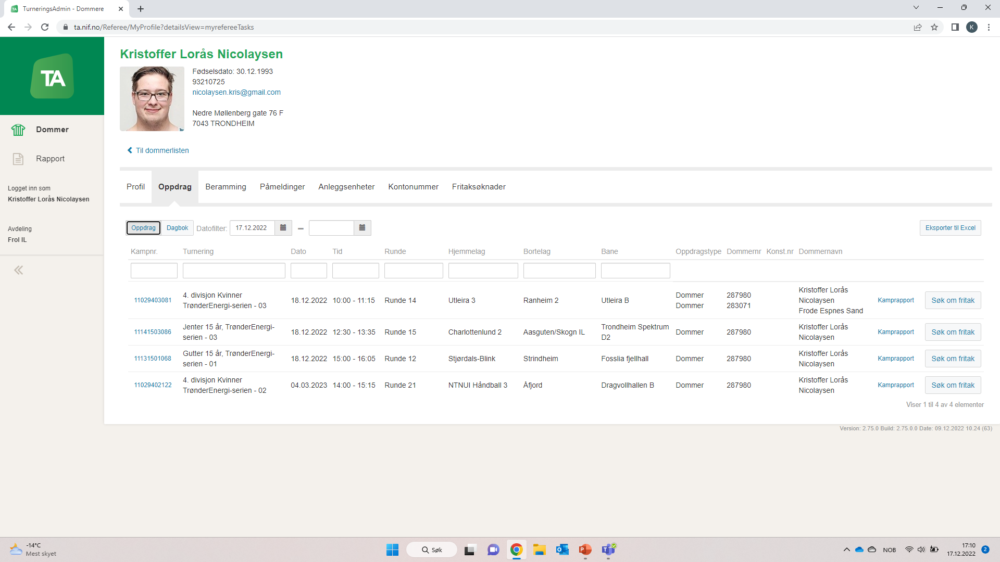 TurneringsAdmin - Dommere
ta.nif.no/Referee/MyProfile?detailsView=myrefereeTasks
K
TA
Dommer
Rapport
Logget inn som
Kristoffer Lorås Nicolaysen
Avdeling
Frol IL
Kristoffer Lorås Nicolaysen
Fødselsdato: 30.12.1993
93210725
nicolaysen.kris@gmail.com
Nedre Møllenberg gate 76 F
7043 TRONDHEIM
Til dommerlisten
Profil Oppdrag Beramming Påmeldinger Anleggsenheter Kontonummer Fritaksøknader
Oppdrag Dagbok Datofilter: 17.12.2022 – Eksporter til Excel
Kampnr. Turnering Dato Tid Runde Hjemmelag Bortelag Bane Oppdragstype Dommernr Konst.nr Dommernavn
11029403081 4. divisjon Kvinner TrønderEnergi-serien - 03 18.12.2022 10:00 - 11:15 Runde 14 Utleira 3 Ranheim 2 Utleira B Dommer Dommer 287980 283071 Kristoffer Lorås Nicolaysen Frode Espnes Sand Kamprapport Søk om fritak
11141503086 Jenter 15 år, TrønderEnergi-serien - 03 18.12.2022 12:30 - 13:35 Runde 15 Charlottenlund 2 Aasguten/Skogn IL Trondheim Spektrum D2 Dommer 287980 Kristoffer Lorås Nicolaysen Kamprapport Søk om fritak
11131501068 Gutter 15 år, TrønderEnergi-serien - 01 18.12.2022 15:00 - 16:05 Runde 12 Stjørdals-Blink Strindheim Fosslia fjellhall Dommer 287980 Kristoffer Lorås Nicolaysen Kamprapport Søk om fritak
11029402122 4. divisjon Kvinner TrønderEnergi-serien - 02 04.03.2023 14:00 - 15:15 Runde 21 NTNUI Håndball 3 Åfjord Dragvollhallen B Dommer 287980 Kristoffer Lorås Nicolaysen Kamprapport Søk om fritak
Viser 1 til 4 av 4 elementer
Version: 2.75.0 Build: 2.75.0.0 Date: 09.12.2022 10.24 (63)
-14°C
Mest skyet
Søk
NOB
17:10
17.12.2022
2